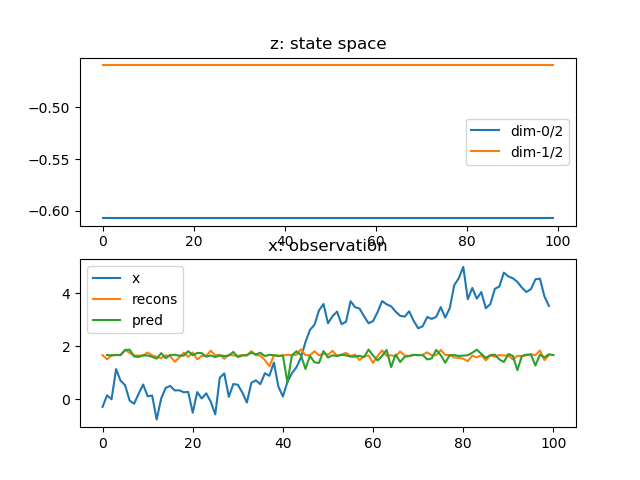 z: state space
−0.50
−0.55
−0.60
dim-0/2
dim-1/2
0 20 40 60 80 100
x: observation
4
2
0
x
recons
pred
0 20 40 60 80 100